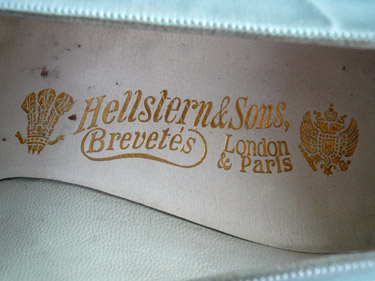 Hellstern & Sons,
Brevetés London
& Paris